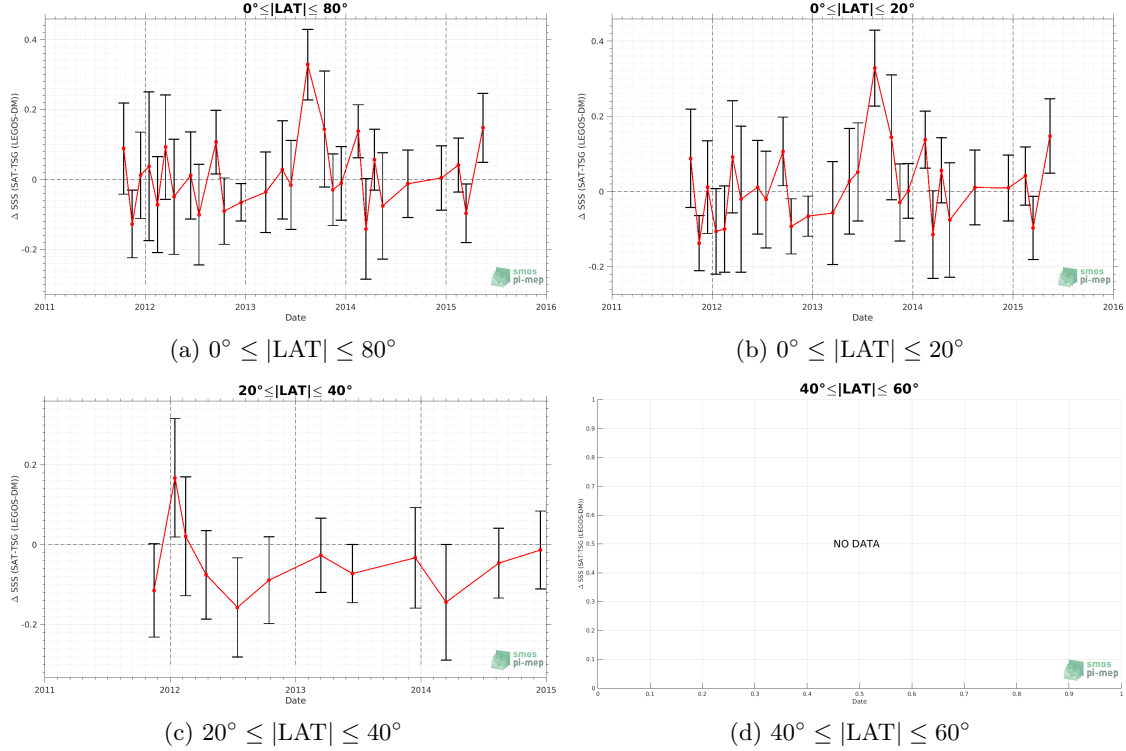 0°≤|LAT|≤ 80°
Δ SSS (SAT-TSG (LEGOS-DM))
0.4
0.2
0
-0.2
2011 2012 2013 2014 2015 2016
Date
smos
pi-mep
(a) 0° ≤ |LAT| ≤ 80°
0°≤|LAT|≤ 20°
Δ SSS (SAT-TSG (LEGOS-DM))
0.4
0.2
0
-0.2
2011 2012 2013 2014 2015 2016
Date
smos
pi-mep
(b) 0° ≤ |LAT| ≤ 20°
20°≤|LAT|≤ 40°
Δ SSS (SAT-TSG (LEGOS-DM))
0.2
0
-0.2
2011 2012 2013 2014 2015
Date
smos
pi-mep
(c) 20° ≤ |LAT| ≤ 40°
40°≤|LAT|≤ 60°
Δ SSS (SAT-TSG (LEGOS-DM))
1
0.9
0.8
0.7
0.6
0.5
0.4
0.3
0.2
0.1
0
NO DATA
0 0.1 0.2 0.3 0.4 0.5 0.6 0.7 0.8 0.9 1
Date
smos
pi-mep
(d) 40° ≤ |LAT| ≤ 60°